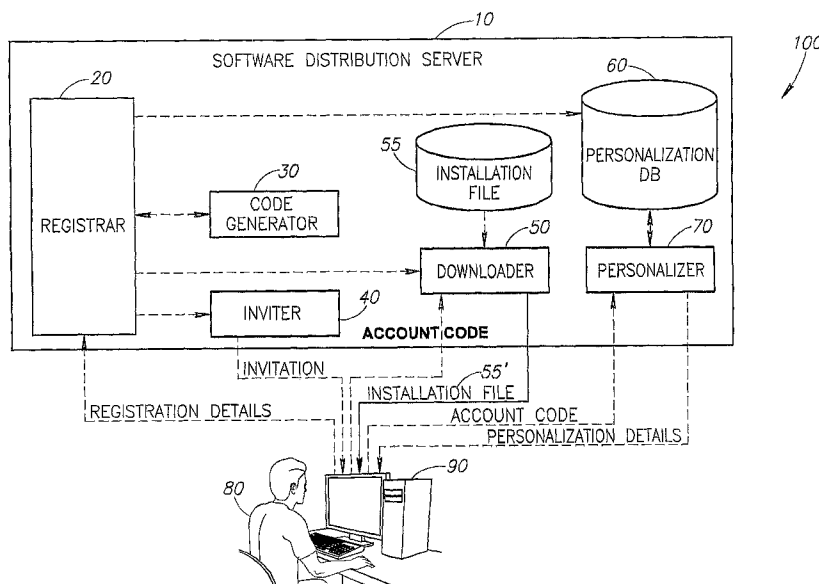 10
100
SOFTWARE DISTRIBUTION SERVER
20
60
55
INSTALLATION
FILE
PERSONALIZATION
DB
30
CODE
GENERATOR
REGISTRAR
50
DOWNLOADER
70
PERSONALIZER
INVITER
40
ACCOUNT CODE
INVITATION
55'
INSTALLATION FILE
REGISTRATION DETAILS
ACCOUNT CODE
PERSONALIZATION DETAILS
80
90